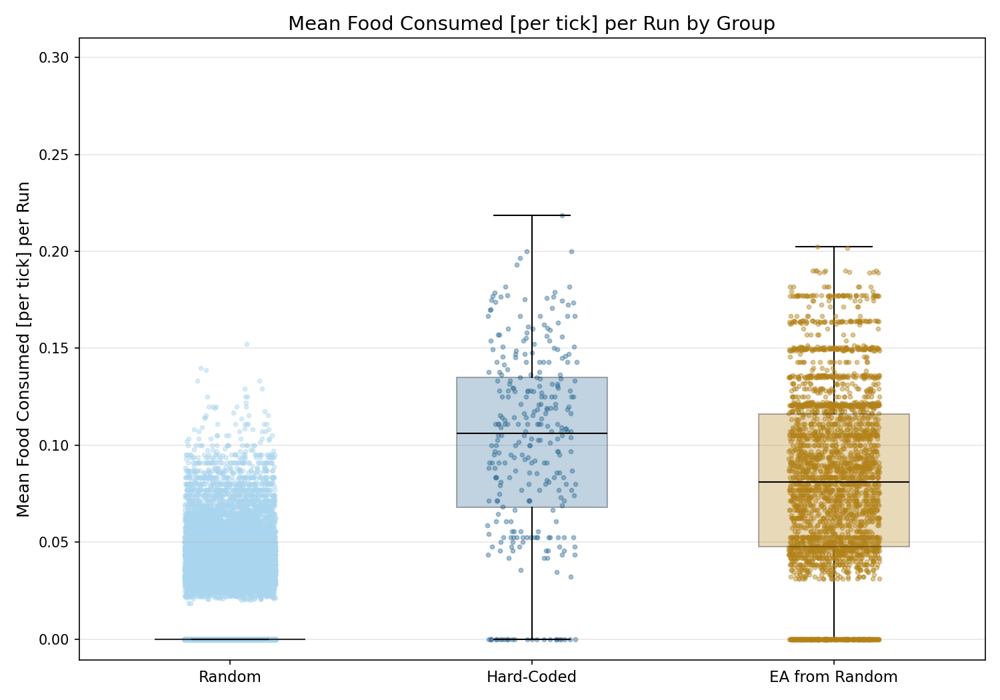 Mean Food Consumed [per tick] per Run by Group
Mean Food Consumed [per tick] per Run
0.30
0.25
0.20
0.15
0.10
0.05
0.00
Random
Hard-Coded
EA from Random